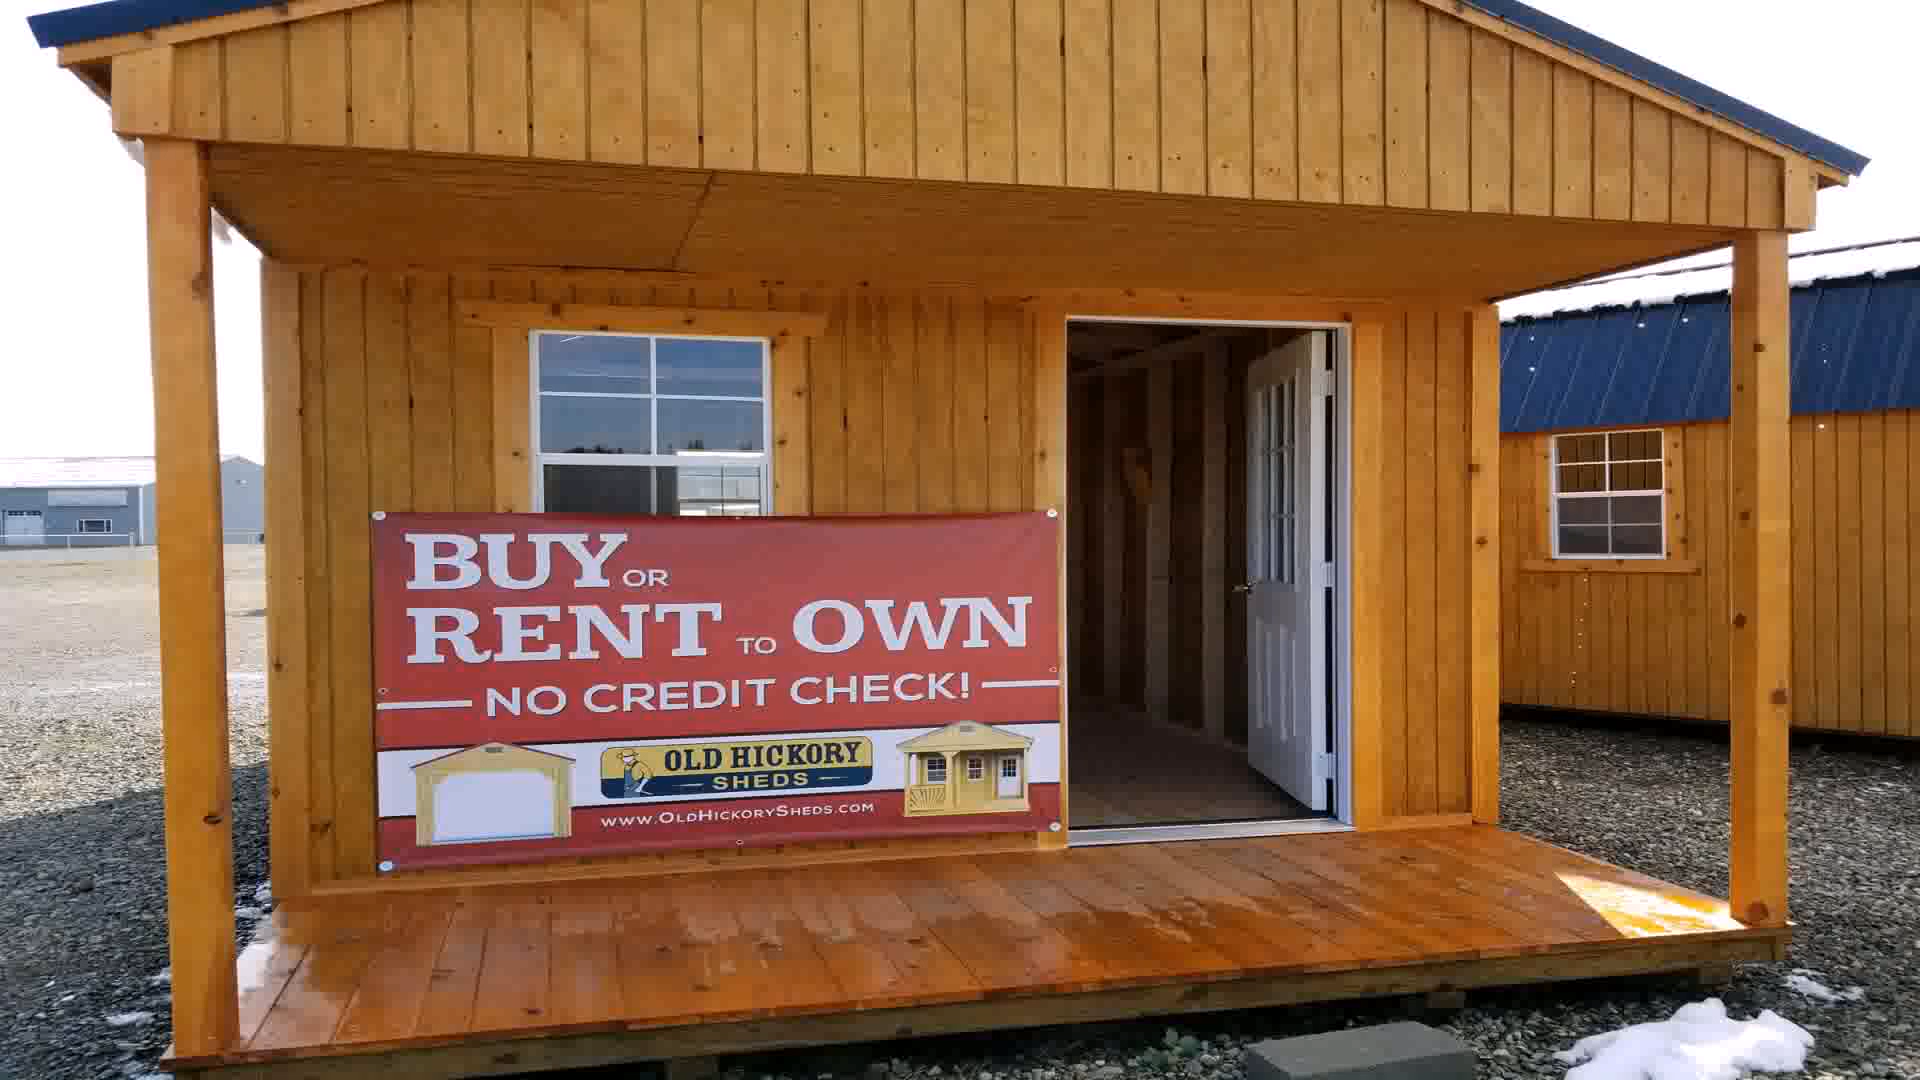 BUY OR
RENT TO OWN
NO CREDIT CHECK!
OLD HICKORY
SHEDS
WWW.OLDHICKORYSHEDS.COM